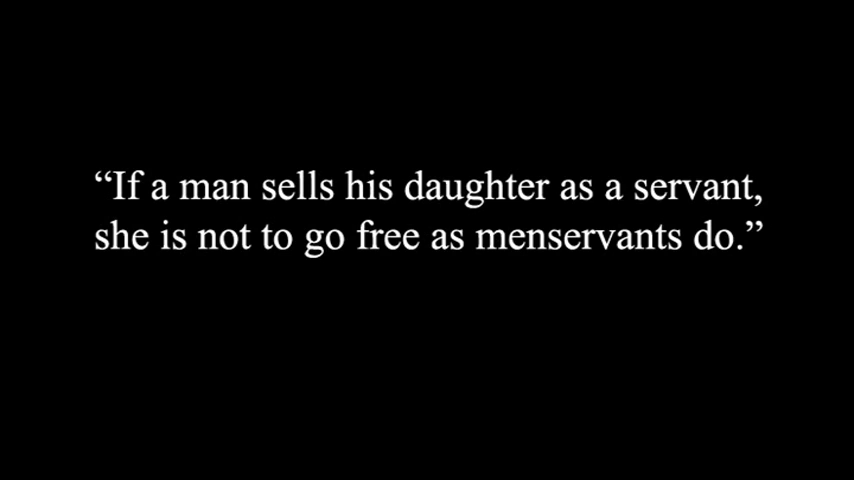 “If a man sells his daughter as a servant,
she is not to go free as menservants do.”